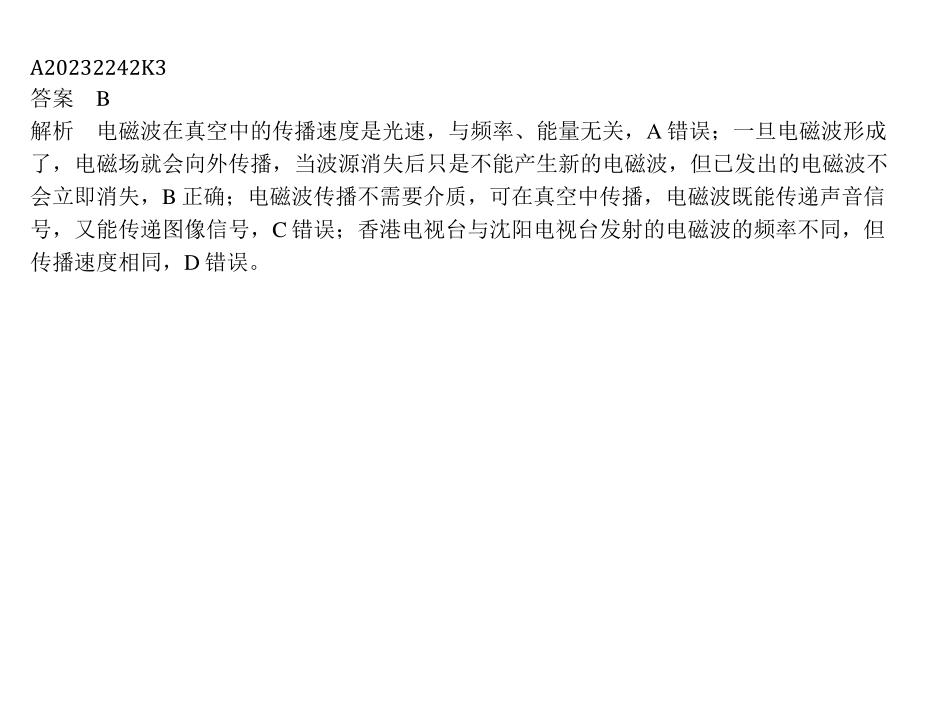 A20232242K3
答案 B
解析 电磁波在真空中的传播速度是光速，与频率、能量无关，A 错误；一旦电磁波形成
了，电磁场就会向外传播，当波源消失后只是不能产生新的电磁波，但已发出的电磁波不
会立即消失，B 正确；电磁波传播不需要介质，可在真空中传播，电磁波既能传递声音信
号，又能传递图像信号，C 错误；香港电视台与沈阳电视台发射的电磁波的频率不同，但
传播速度相同，D 错误。